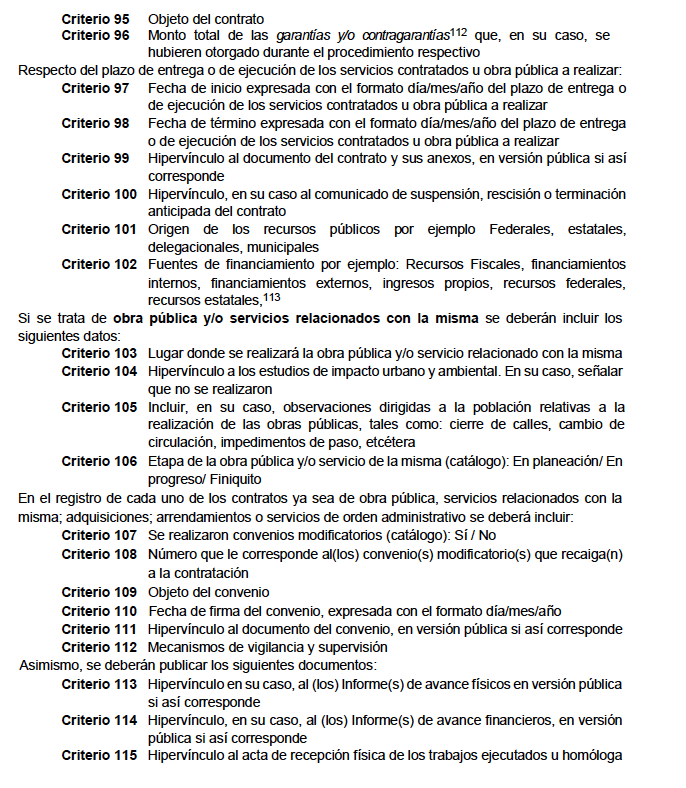 Criterio 95 Objeto del contrato
Criterio 96 Monto total de las garantías y/o contragarantías112 que, en su caso, se
hubieren otorgado durante el procedimiento respectivo
Respecto del plazo de entrega o de ejecución de los servicios contratados u obra pública a realizar:
Criterio 97 Fecha de inicio expresada con el formato día/mes/año del plazo de entrega o
de ejecución de los servicios contratados u obra pública a realizar
Criterio 98 Fecha de término expresada con el formato día/mes/año del plazo de entrega
o de ejecución de los servicios contratados u obra pública a realizar
Criterio 99 Hipervínculo al documento del contrato y sus anexos, en versión pública si así
corresponde
Criterio 100 Hipervínculo, en su caso al comunicado de suspensión, rescisión o terminación
anticipada del contrato
Criterio 101 Origen de los recursos públicos por ejemplo Federales, estatales,
delegacionales, municipales
Criterio 102 Fuentes de financiamiento por ejemplo: Recursos Fiscales, financiamientos
internos, financiamientos externos, ingresos propios, recursos federales,
recursos estatales,113
Si se trata de obra pública y/o servicios relacionados con la misma se deberán incluir los
siguientes datos:
Criterio 103 Lugar donde se realizará la obra pública y/o servicio relacionado con la misma
Criterio 104 Hipervínculo a los estudios de impacto urbano y ambiental. En su caso, señalar
que no se realizaron
Criterio 105 Incluir, en su caso, observaciones dirigidas a la población relativas a la
realización de las obras públicas, tales como: cierre de calles, cambio de
circulación, impedimentos de paso, etcétera
Criterio 106 Etapa de la obra pública y/o servicio de la misma (catálogo): En planeación/ En
progreso/ Finiquito
En el registro de cada uno de los contratos ya sea de obra pública, servicios relacionados con la
misma; adquisiciones; arrendamientos o servicios de orden administrativo se deberá incluir:
Criterio 107 Se realizaron convenios modificatorios (catálogo): Sí / No
Criterio 108 Número que le corresponde al(los) convenio(s) modificatorio(s) que recaiga(n)
a la contratación
Criterio 109 Objeto del convenio
Criterio 110 Fecha de firma del convenio, expresada con el formato día/mes/año
Criterio 111 Hipervínculo al documento del convenio, en versión pública si así corresponde
Criterio 112 Mecanismos de vigilancia y supervisión
Asimismo, se deberán publicar los siguientes documentos:
Criterio 113 Hipervínculo en su caso, al (los) Informe(s) de avance físicos en versión pública
si así corresponde
Criterio 114 Hipervínculo, en su caso, al (los) Informe(s) de avance financieros, en versión
pública si así corresponde
Criterio 115 Hipervínculo al acta de recepción física de los trabajos ejecutados u homóloga